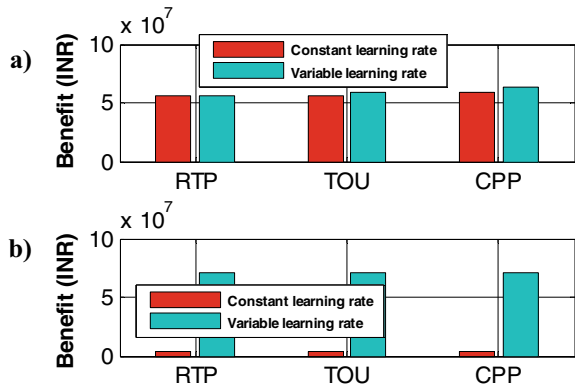 a)
Benefit (INR)
x 10^7
10
5
0
Constant learning rate
Variable learning rate
RTP TOU CPP
b)
Benefit (INR)
x 10^7
10
5
0
Constant learning rate
Variable learning rate
RTP TOU CPP